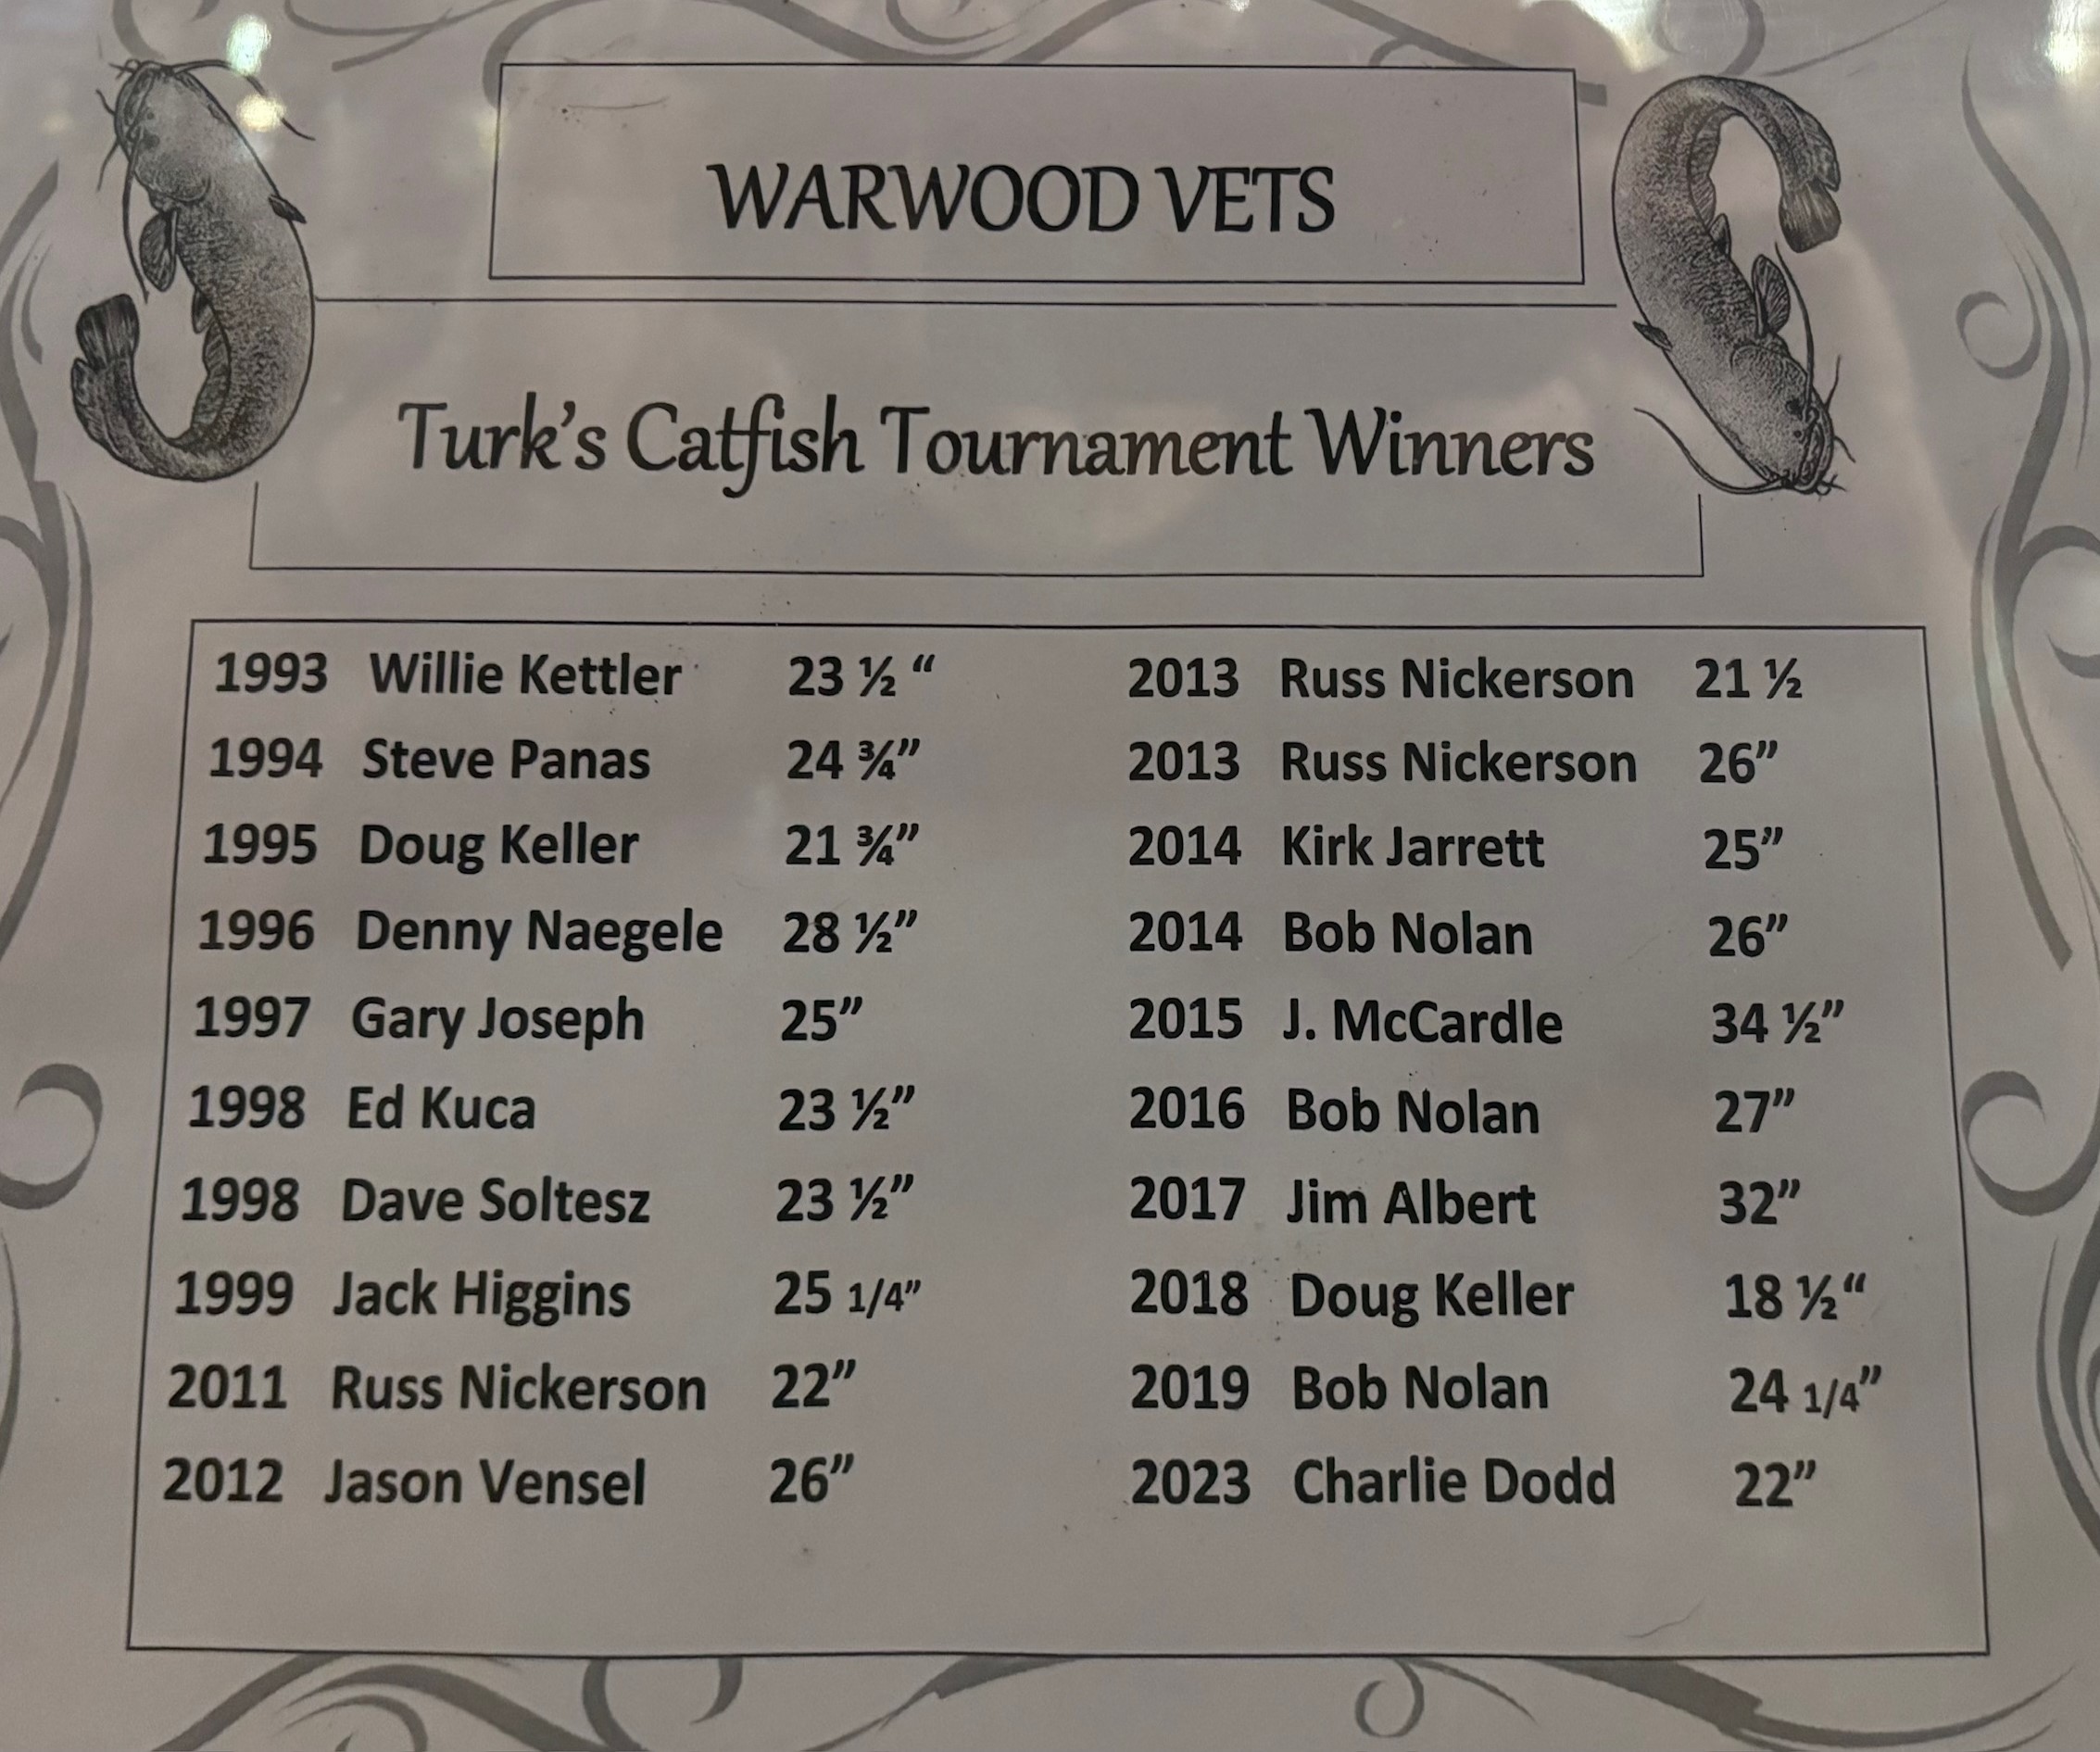 WARWOOD VETS
Turk’s Catfish Tournament Winners
1993 Willie Kettler 23 ½ “
1994 Steve Panas 24 ¾”
1995 Doug Keller 21 ¾”
1996 Denny Naegele 28 ½”
1997 Gary Joseph 25”
1998 Ed Kuca 23 ½”
1998 Dave Soltesz 23 ½”
1999 Jack Higgins 25 1/4”
2011 Russ Nickerson 22”
2012 Jason Vensel 26”
2013 Russ Nickerson 21 ½
2013 Russ Nickerson 26”
2014 Kirk Jarrett 25”
2014 Bob Nolan 26”
2015 J. McCardle 34 ½”
2016 Bob Nolan 27”
2017 Jim Albert 32”
2018 Doug Keller 18 ½“
2019 Bob Nolan 24 1/4”
2023 Charlie Dodd 22”